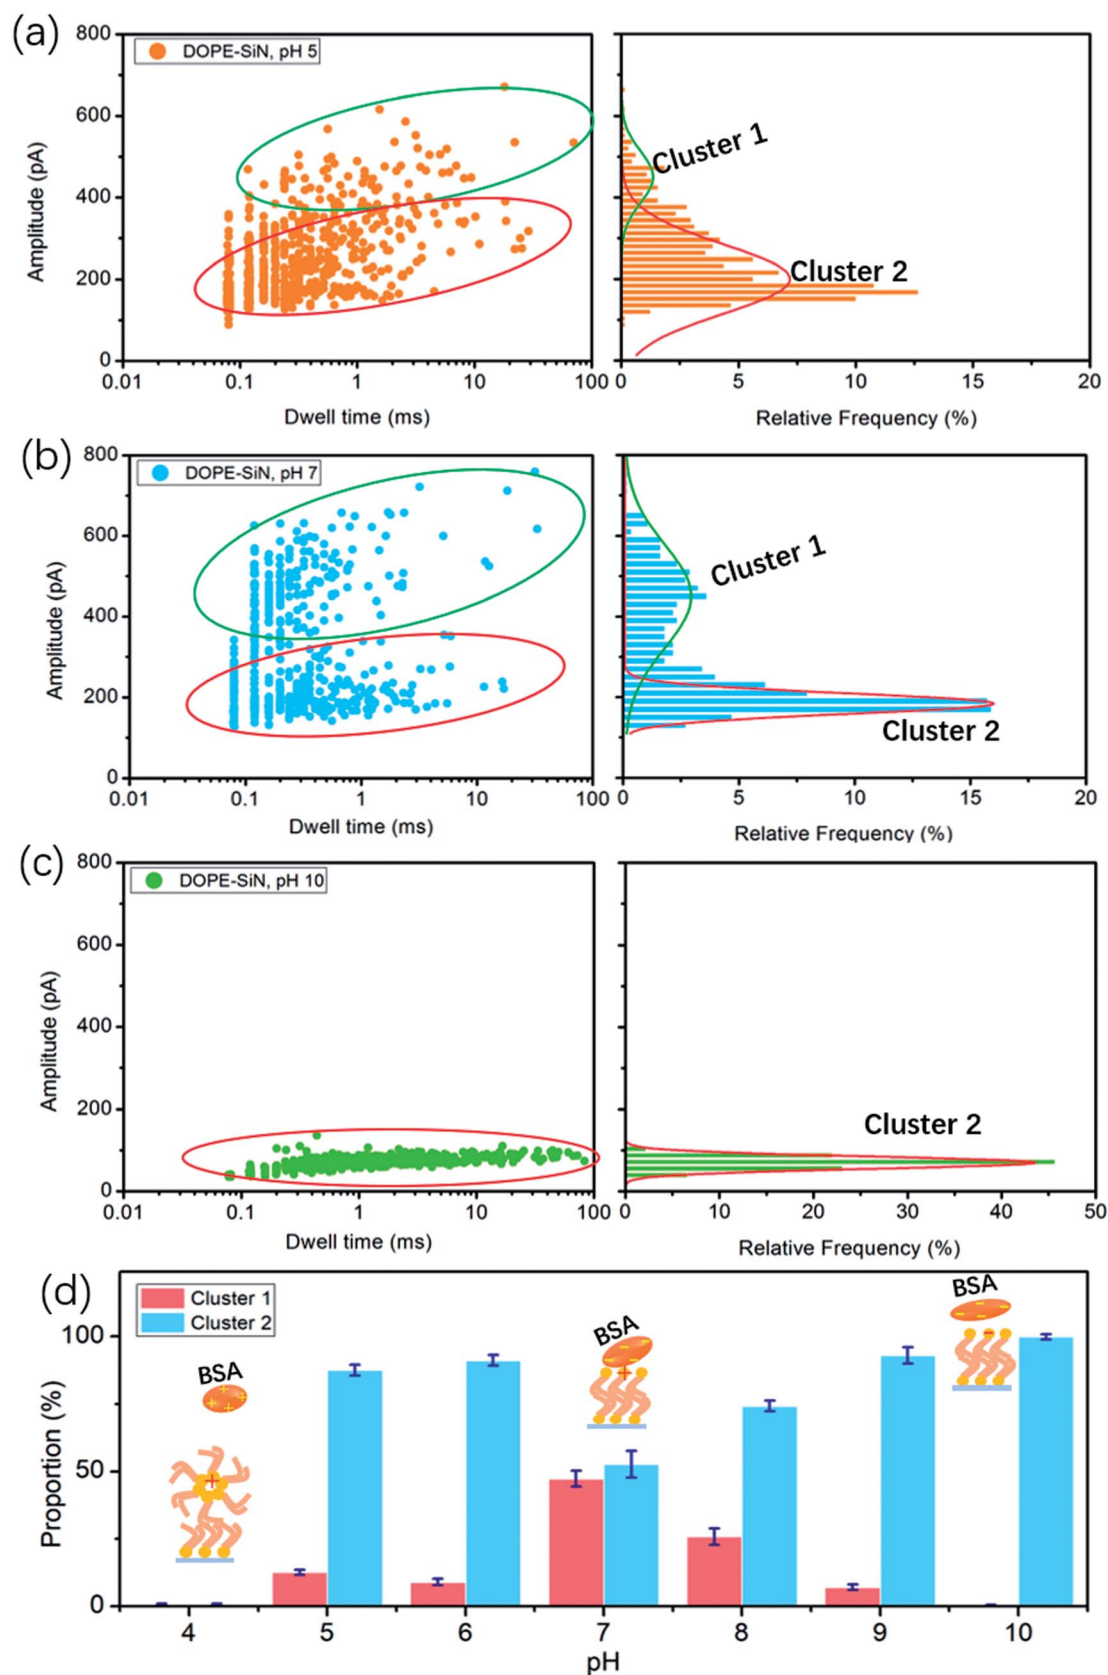 (a)
800
DOPE-SiN, pH 5
600
Cluster 1
400
Amplitude (pA)
Cluster 2
200
0
0.01 0.1 1 10 100 0 5 10 15 20
Dwell time (ms) Relative Frequency (%)
(b)
800
DOPE-SiN, pH 7
600
Cluster 1
400
Amplitude (pA)
200
Cluster 2
0
0.01 0.1 1 10 100 0 5 10 15 20
Dwell time (ms) Relative Frequency (%)
(c)
800
DOPE-SiN, pH 10
600
400
Amplitude (pA)
200
Cluster 2
0
0.01 0.1 1 10 100 0 10 20 30 40 50
Dwell time (ms) Relative Frequency (%)
(d)
Cluster 1
Cluster 2
BSA
BSA
BSA
100
50
0
Proportion (%)
4 5 6 7 8 9 10
pH